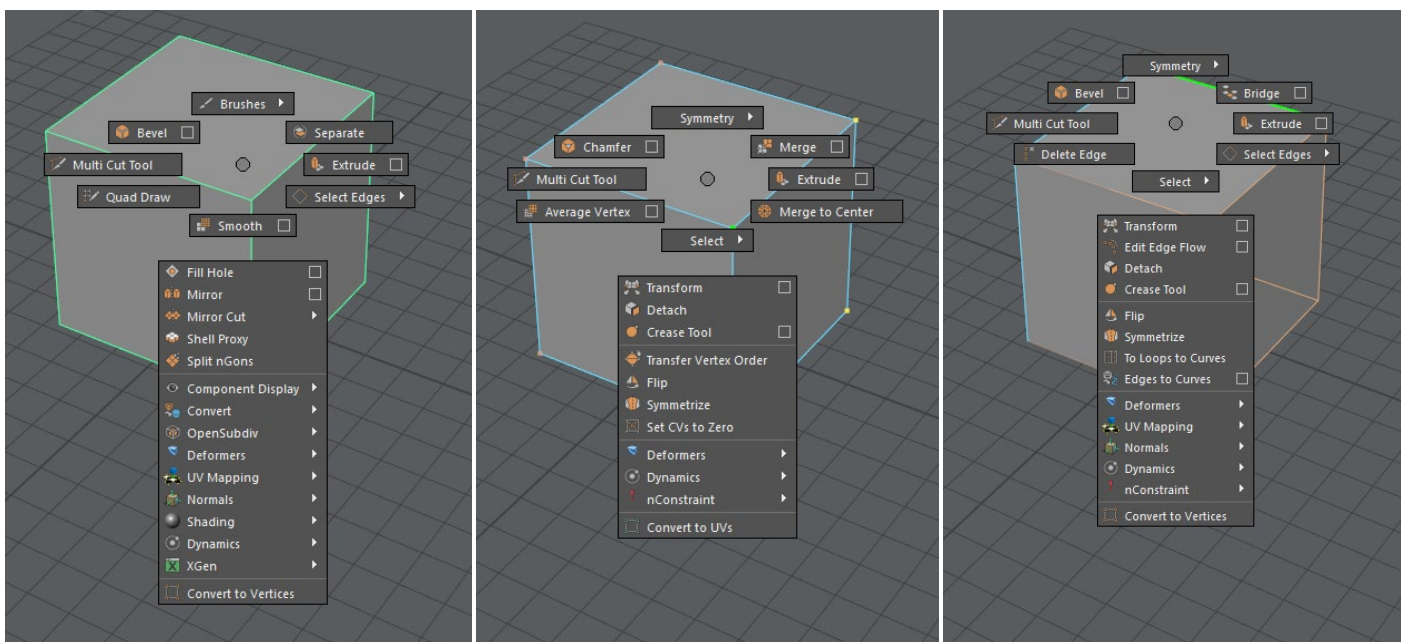 Brushes
Bevel
Separate
Multi Cut Tool
Extrude
Quad Draw
Select Edges
Smooth
Fill Hole
Mirror
Mirror Cut
Shell Proxy
Split nGons
Component Display
Convert
OpenSubdiv
Deformers
UV Mapping
Normals
Shading
Dynamics
XGen
Convert to Vertices
Symmetry
Chamfer
Merge
Multi Cut Tool
Extrude
Average Vertex
Merge to Center
Select
Transform
Detach
Crease Tool
Transfer Vertex Order
Flip
Symmetrize
Set CVs to Zero
Deformers
Dynamics
nConstraint
Convert to UVs
Symmetry
Bevel
Bridge
Multi Cut Tool
Extrude
Delete Edge
Select Edges
Select
Transform
Edit Edge Flow
Detach
Crease Tool
Flip
Symmetrize
To Loops to Curves
Edges to Curves
Deformers
UV Mapping
Normals
Dynamics
nConstraint
Convert to Vertices